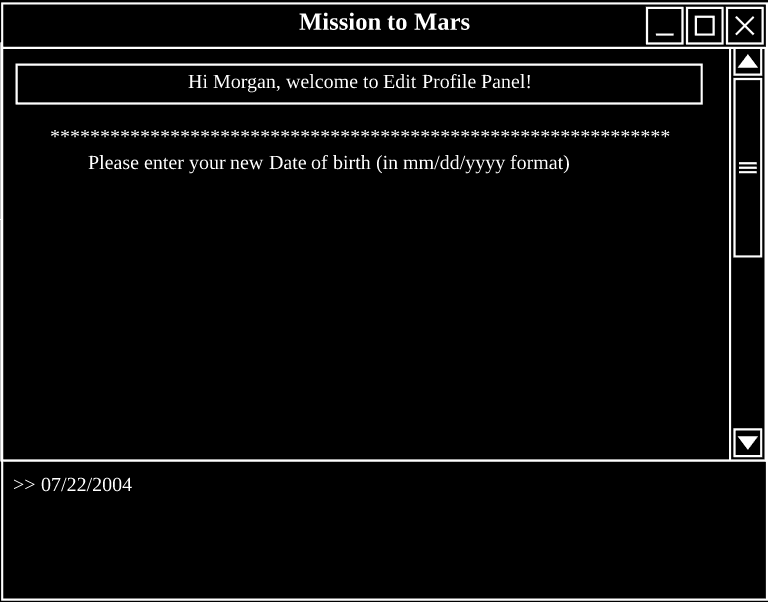 Mission to Mars
Hi Morgan, welcome to Edit Profile Panel!
**************************************************************
Please enter your new Date of birth (in mm/dd/yyyy format)
>> 07/22/2004